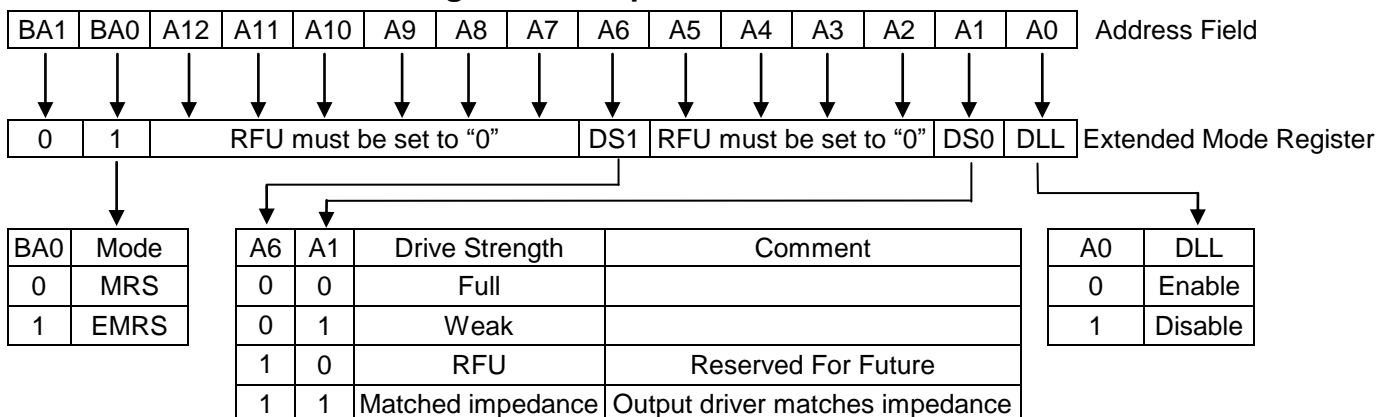 BA1 BA0 A12 A11 A10 A9 A8 A7 A6 A5 A4 A3 A2 A1 A0 Address Field
0 1 RFU must be set to “0” DS1 RFU must be set to “0” DS0 DLL Extended Mode Register
BA0 Mode A6 A1 Drive Strength Comment A0 DLL
0 MRS 0 0 Full 0 Enable
1 EMRS 0 1 Weak 1 Disable
1 0 RFU Reserved For Future
1 1 Matched impedance Output driver matches impedance